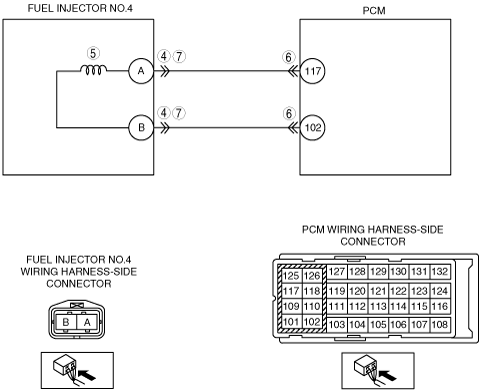 FUEL INJECTOR NO.4
PCM
5
4 7
6
A
117
4 7
6
B
102
FUEL INJECTOR NO.4
WIRING HARNESS-SIDE
CONNECTOR
B A
PCM WIRING HARNESS-SIDE
CONNECTOR
125 126 127 128 129 130 131 132
117 118 119 120 121 122 123 124
109 110 111 112 113 114 115 116
101 102 103 104 105 106 107 108